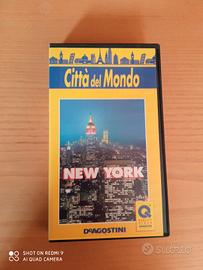 Città del Mondo
NEW YORK
DEAGOSTINI
Q
SHOT ON REDMI 9
AI QUAD CAMERA
subito